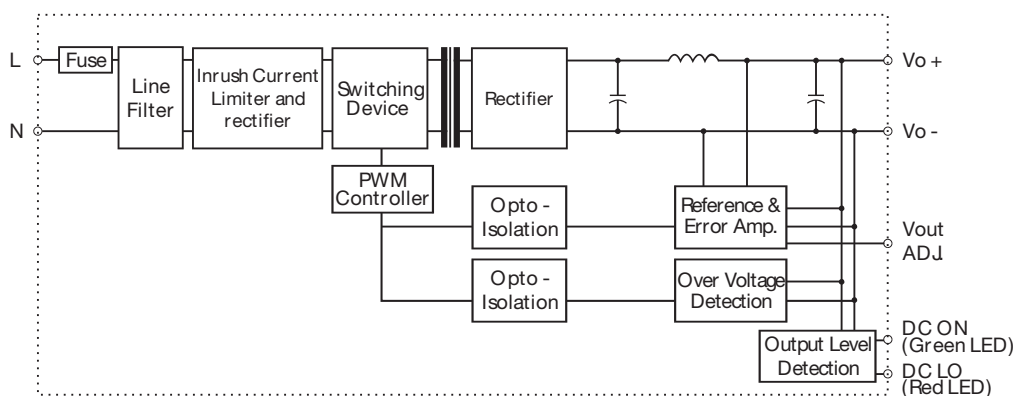 L
Fuse
N
Line
Filter
Inrush Current
Limiter and
rectifier
Switching
Device
Rectifier
Vo +
Vo -
PWM
Controller
Opto -
Isolation
Reference &
Error Amp.
Vout
ADJ.
Opto -
Isolation
Over Voltage
Detection
Output Level
Detection
DC ON
(Green LED)
DC LO
(Red LED)